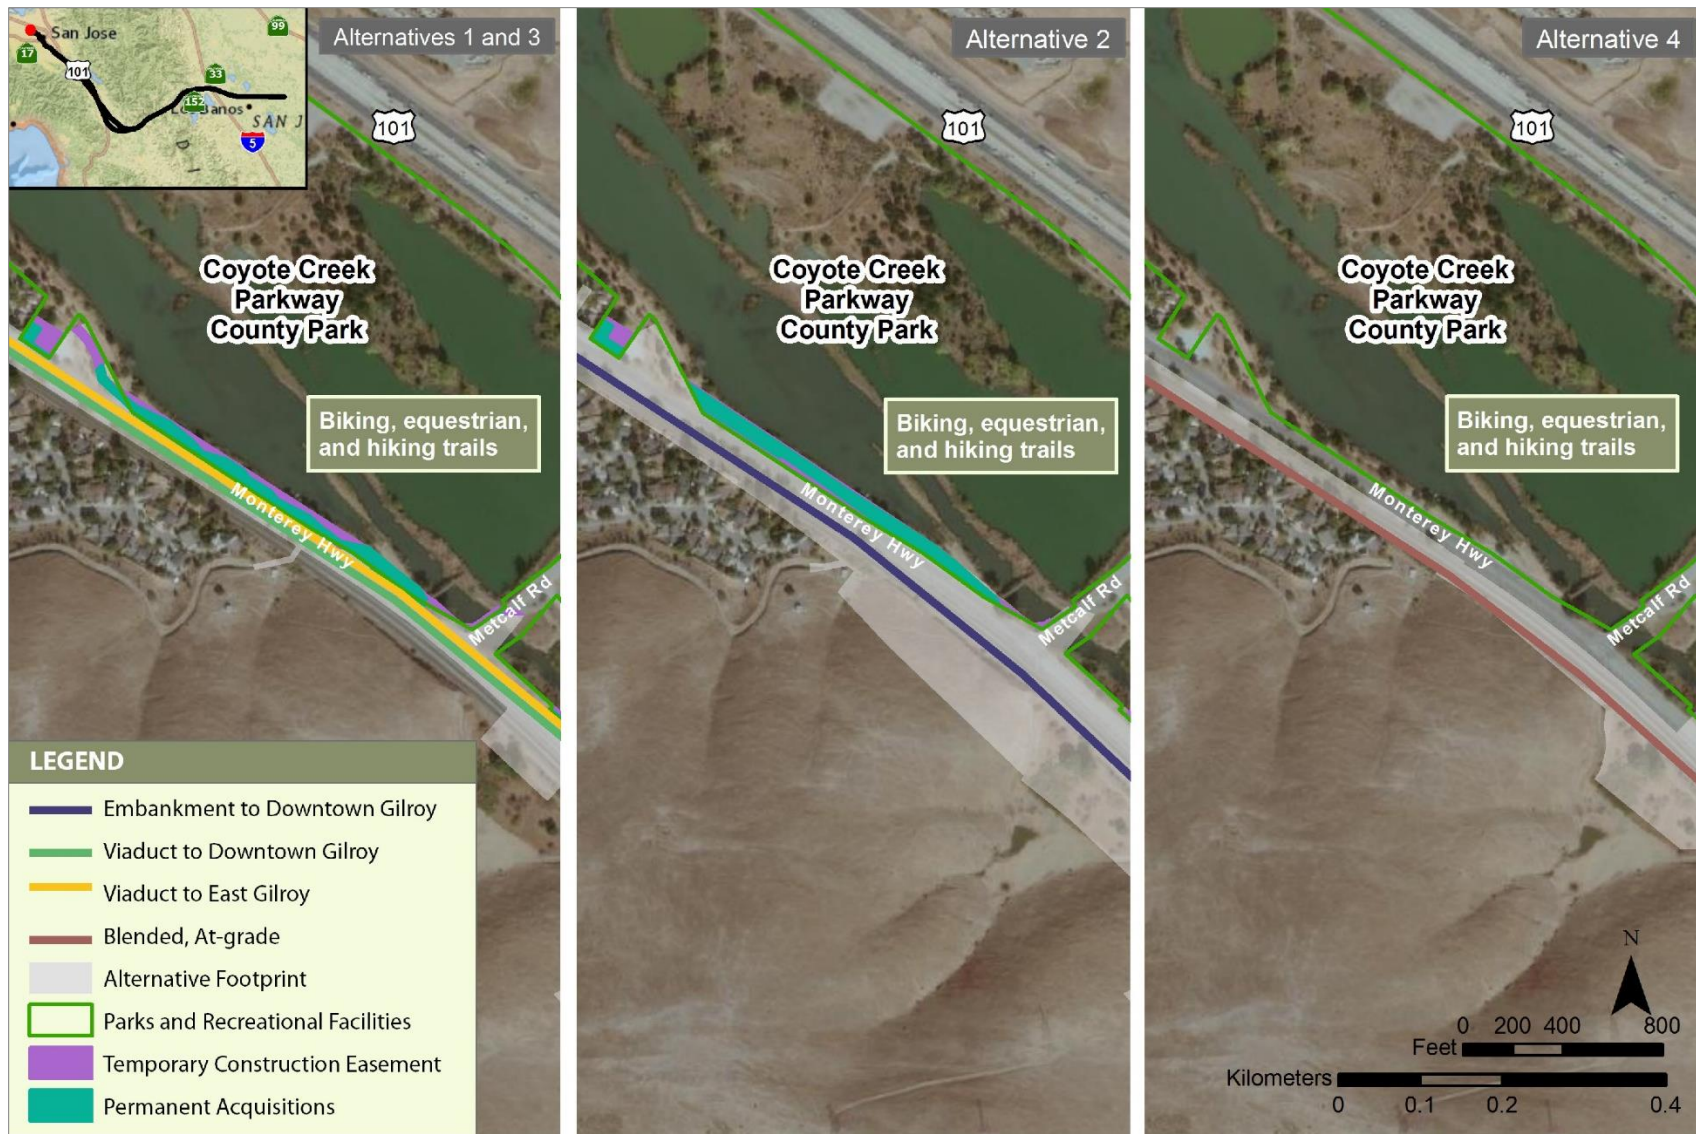 San Jose
99
17
101
33
152
Los Banos
SAN J
D I
5
Alternatives 1 and 3
101
Coyote Creek
Parkway
County Park
Biking, equestrian,
and hiking trails
Monterey Hwy
Metcalf Rd
LEGEND
Embankment to Downtown Gilroy
Viaduct to Downtown Gilroy
Viaduct to East Gilroy
Blended, At-grade
Alternative Footprint
Parks and Recreational Facilities
Temporary Construction Easement
Permanent Acquisitions
Alternative 2
101
Coyote Creek
Parkway
County Park
Biking, equestrian,
and hiking trails
Monterey Hwy
Metcalf Rd
Alternative 4
101
Coyote Creek
Parkway
County Park
Biking, equestrian,
and hiking trails
Monterey Hwy
Metcalf Rd
N
0 200 400 800
Feet
Kilometers
0 0.1 0.2 0.4